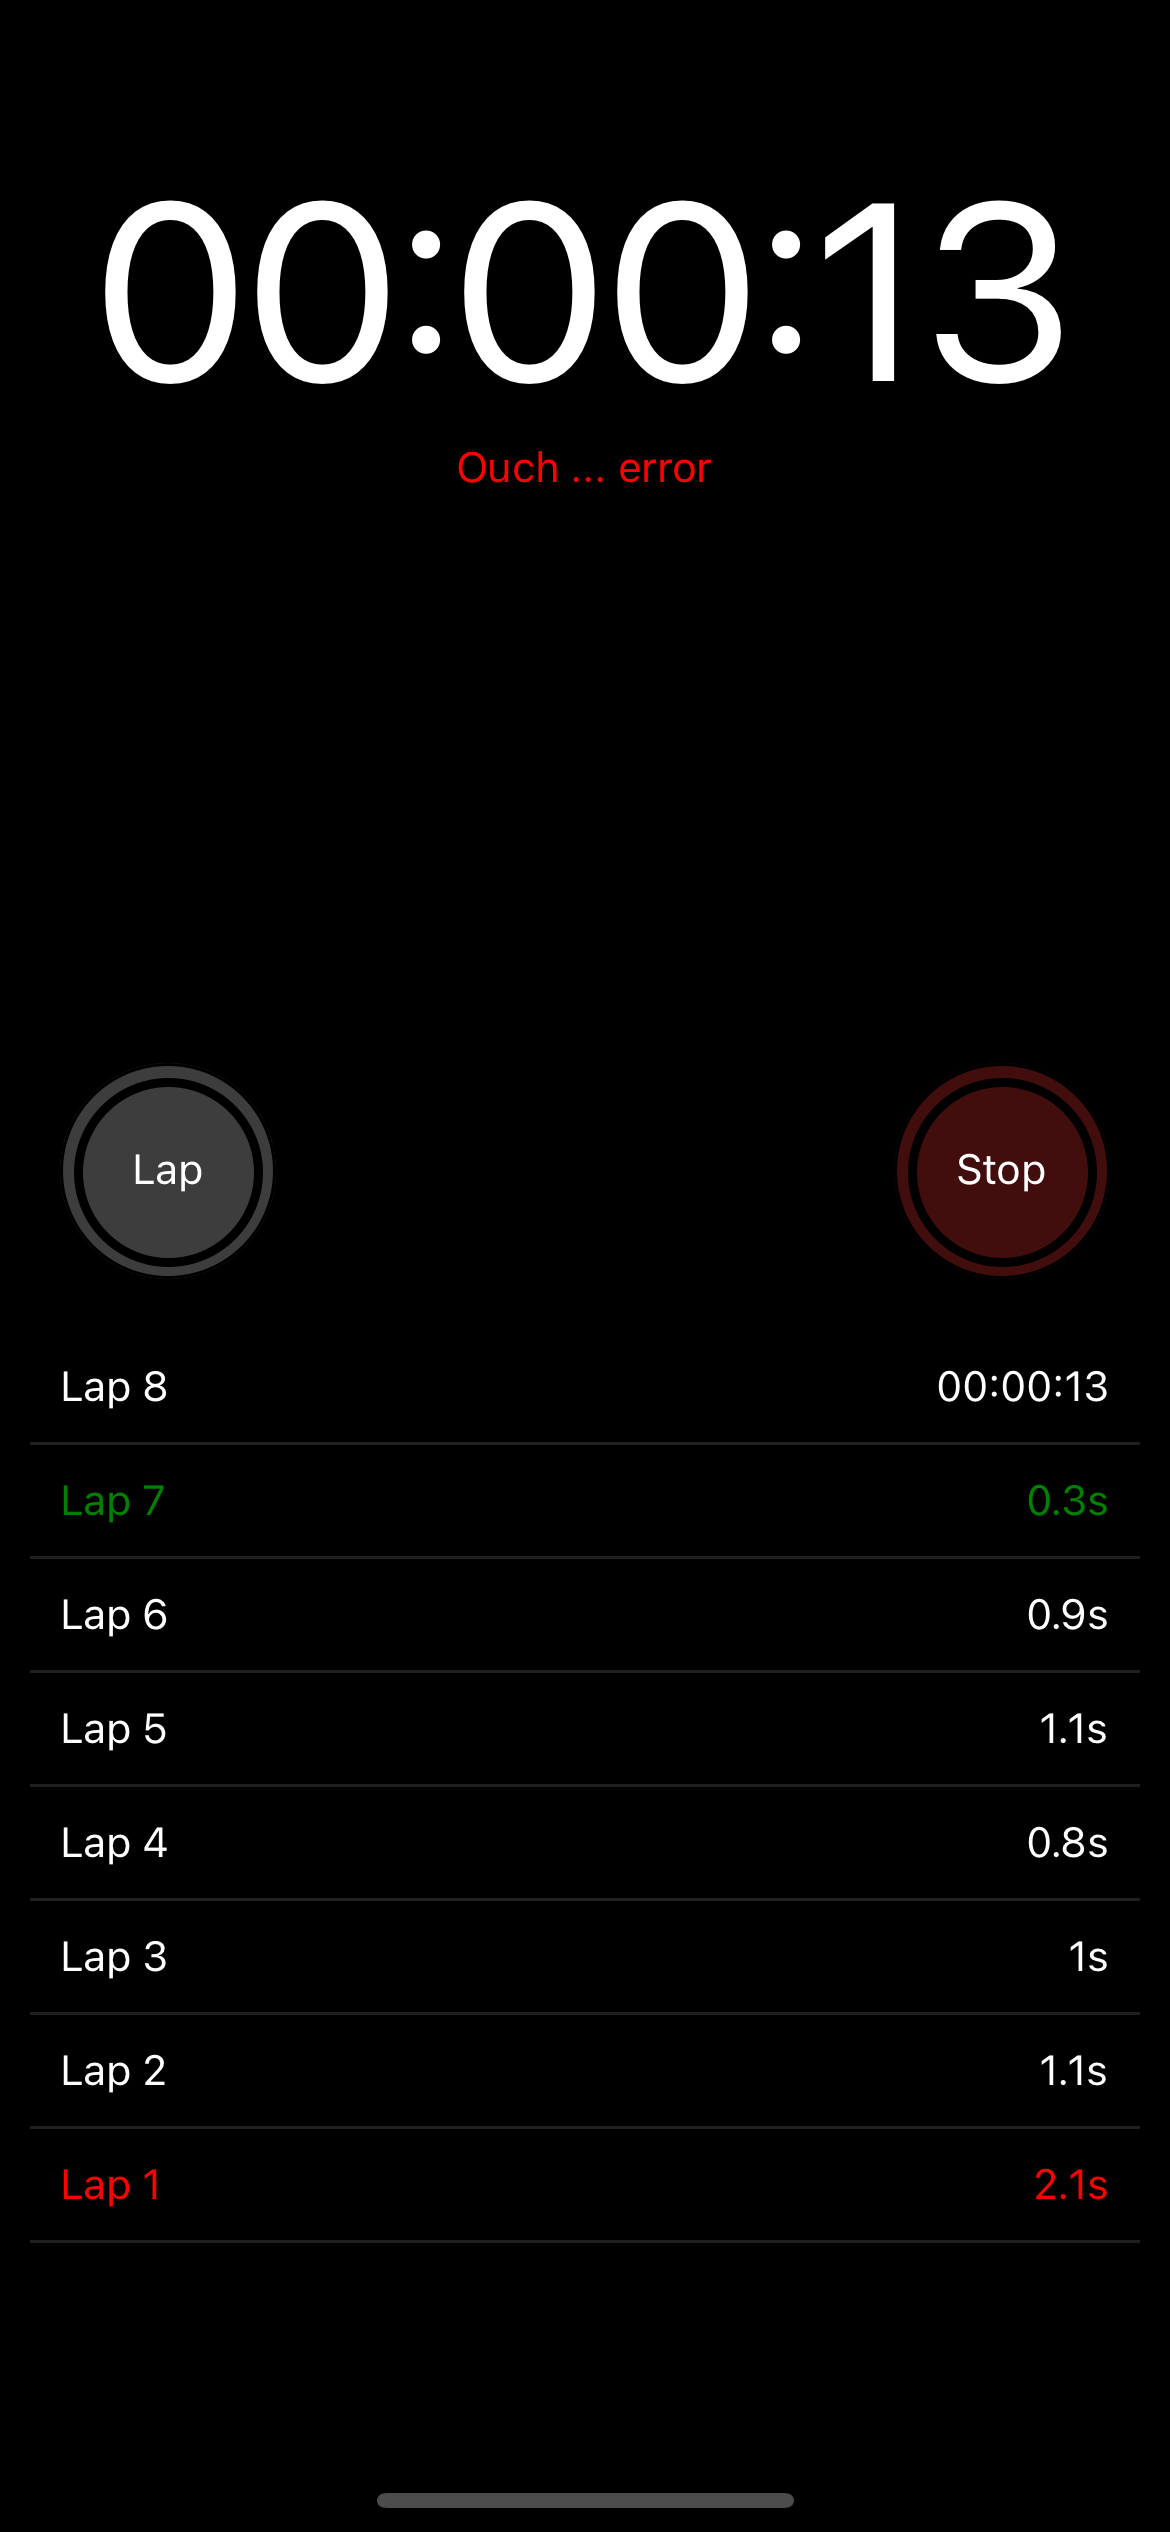 00:00:13
Ouch ... error
Lap
Stop
Lap 8 00:00:13
Lap 7 0.3s
Lap 6 0.9s
Lap 5 1.1s
Lap 4 0.8s
Lap 3 1s
Lap 2 1.1s
Lap 1 2.1s